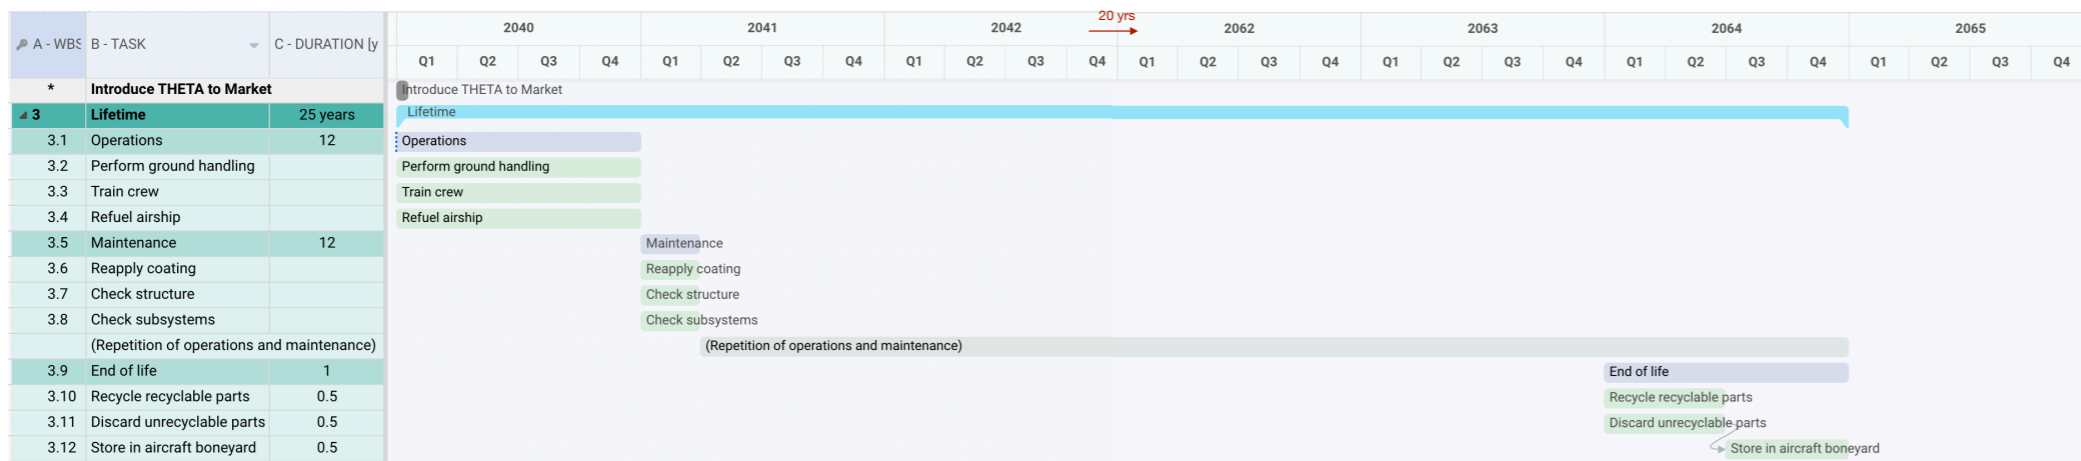 A - WBS B - TASK C - DURATION [y 2040 2041 2042 20 yrs 2062 2063 2064 2065
Q1 Q2 Q3 Q4 Q1 Q2 Q3 Q4 Q1 Q2 Q3 Q4 Q1 Q2 Q3 Q4 Q1 Q2 Q3 Q4 Q1 Q2 Q3 Q4 Q1 Q2 Q3 Q4
* Introduce THETA to Market Introduce THETA to Market
3 Lifetime 25 years Lifetime
3.1 Operations 12 Operations
3.2 Perform ground handling Perform ground handling
3.3 Train crew Train crew
3.4 Refuel airship Refuel airship
3.5 Maintenance 12 Maintenance
3.6 Reapply coating Reapply coating
3.7 Check structure Check structure
3.8 Check subsystems Check subsystems
(Repetition of operations and maintenance) (Repetition of operations and maintenance)
3.9 End of life 1 End of life
3.10 Recycle recyclable parts 0.5 Recycle recyclable parts
3.11 Discard unrecyclable parts 0.5 Discard unrecyclable parts
3.12 Store in aircraft boneyard 0.5 Store in aircraft boneyard